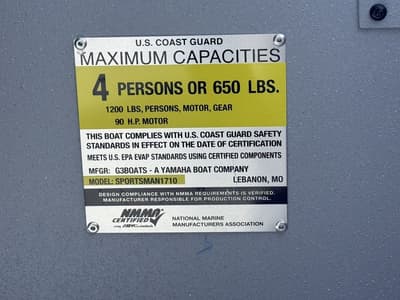 U.S. COAST GUARD
MAXIMUM CAPACITIES
4 PERSONS OR 650 LBS.
1200 LBS, PERSONS, MOTOR, GEAR
90 H.P. MOTOR
THIS BOAT COMPLIES WITH U.S. COAST GUARD SAFETY
STANDARDS IN EFFECT ON THE DATE OF CERTIFICATION
MEETS U.S. EPA EVAP STANDARDS USING CERTIFIED COMPONENTS
MFGR: G3BOATS - A YAMAHA BOAT COMPANY
MODEL: SPORTSMAN1710 LEBANON, MO
DESIGN COMPLIANCE WITH NMMA REQUIREMENTS IS VERIFIED.
MANUFACTURER RESPONSIBLE FOR PRODUCTION CONTROL.
NMMA
CERTIFIED
NATIONAL MARINE
MANUFACTURERS ASSOCIATION